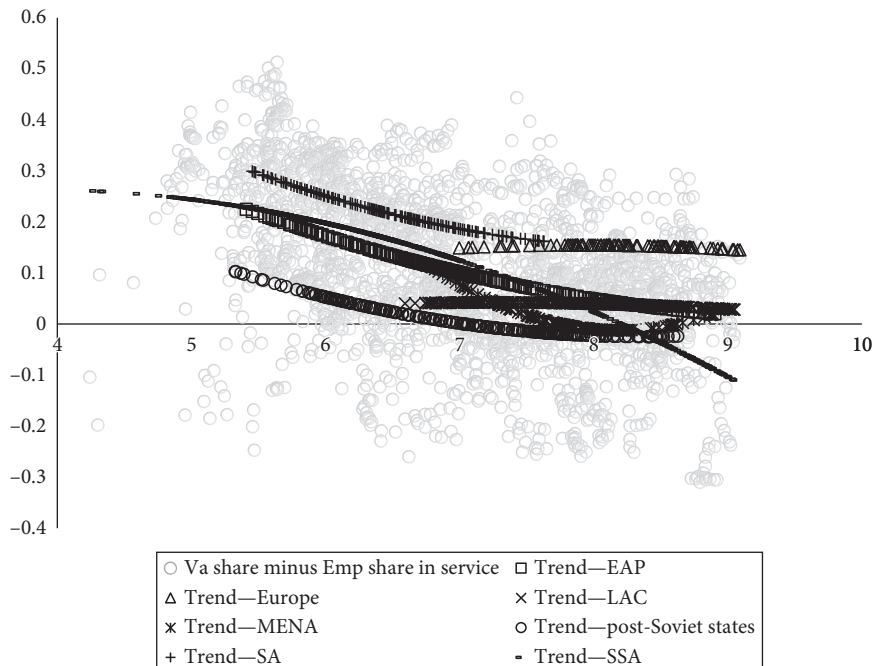 0.6
0.5
0.4
0.3
0.2
0.1
0
4 5 6 7 8 9 10
–0.1
–0.2
–0.3
–0.4
Va share minus Emp share in service Trend—EAP
Trend—Europe Trend—LAC
Trend—MENA Trend—post-Soviet states
Trend—SA Trend—SSA